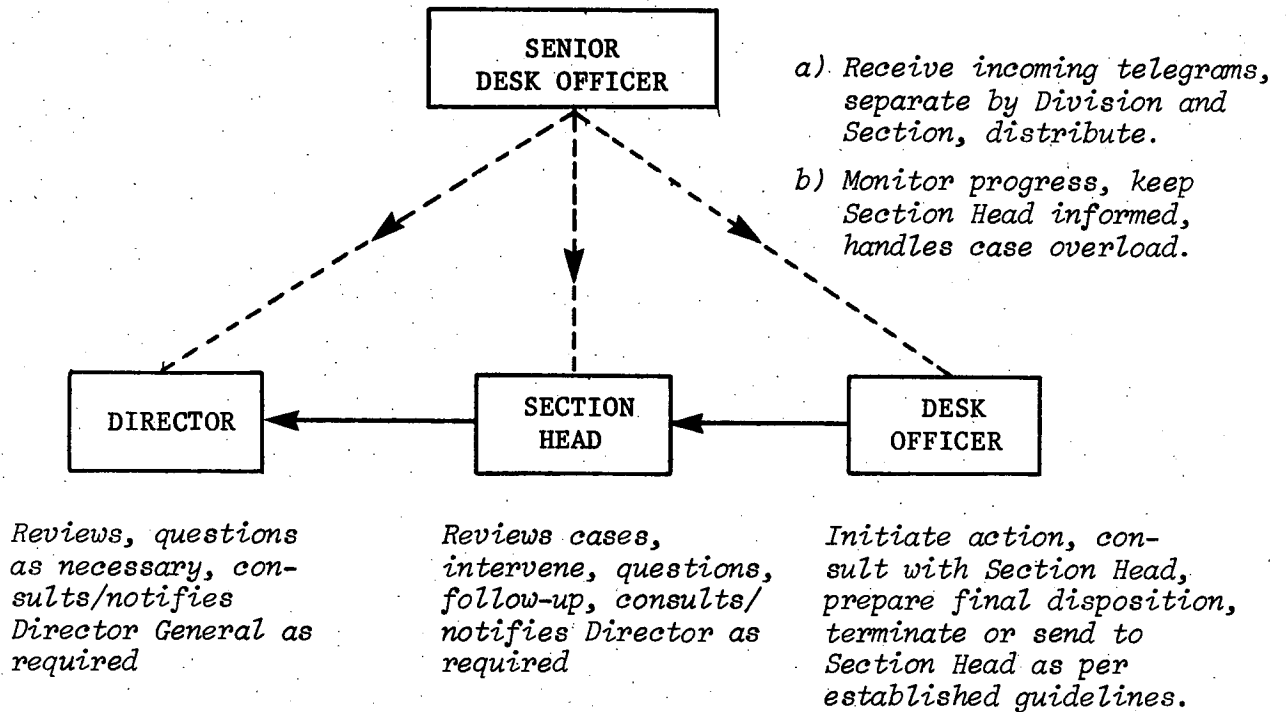 SENIOR
DESK OFFICER
a) Receive incoming telegrams,
separate by Division and
Section, distribute.
b) Monitor progress, keep
Section Head informed,
handles case overload.
DIRECTOR
SECTION
HEAD
DESK
OFFICER
Reviews, questions
as necessary, con-
sults/notifies
Director General as
required
Reviews cases,
intervene, questions,
follow-up, consults/
notifies Director as
required
Initiate action, con-
sult with Section Head,
prepare final disposition,
terminate or send to
Section Head as per
established guidelines.